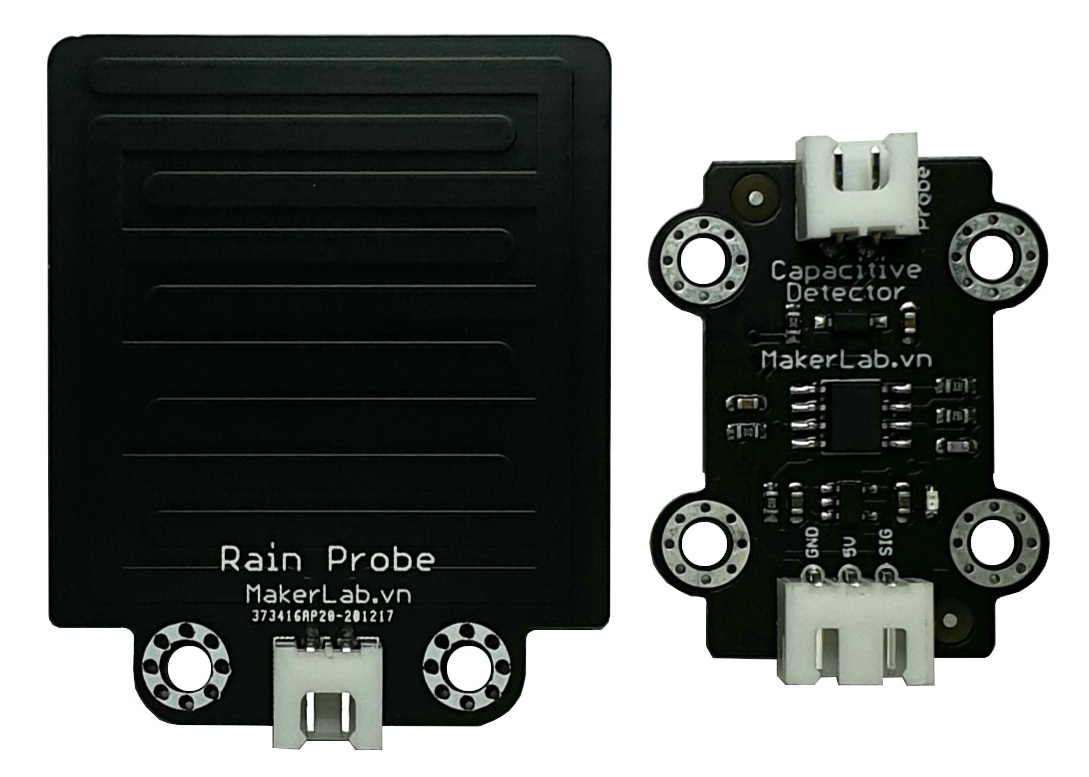 Rain Probe
MakerLab.vn
373416AP20-201217
Probe
Capacitive
Detector
MakerLab.vn
GND
5V
SIG